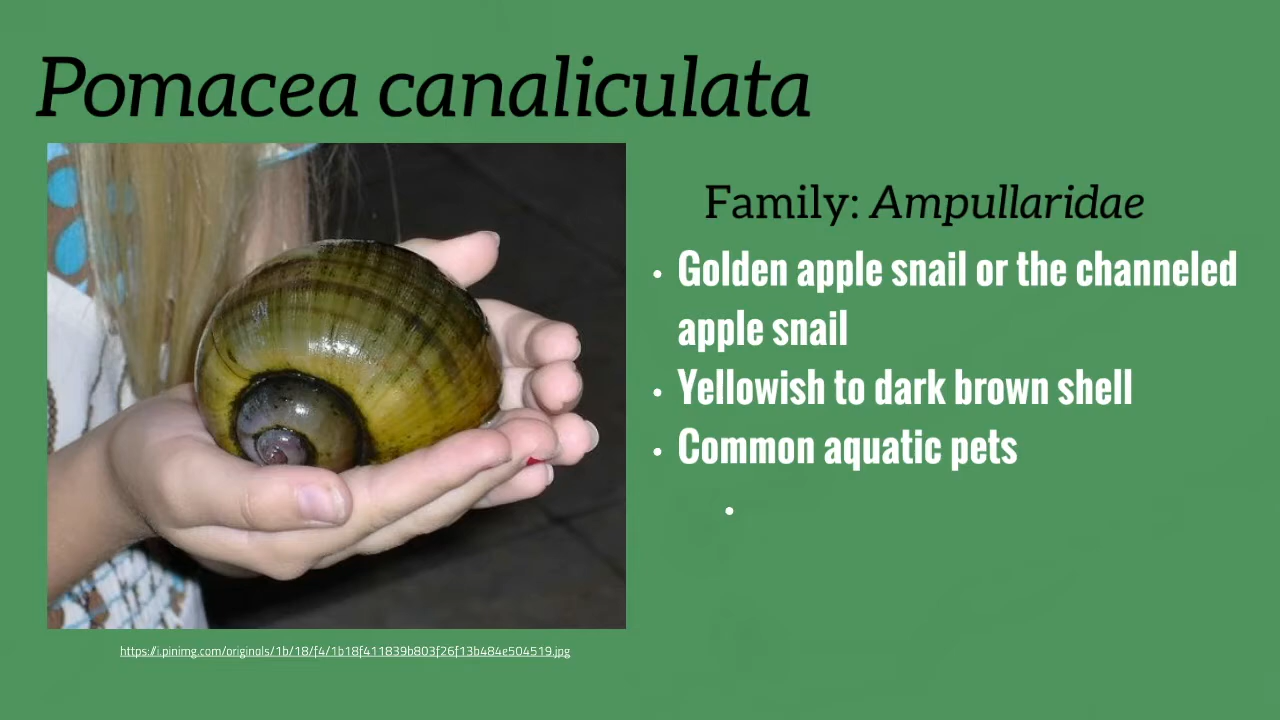 Pomacea canaliculata
Family: Ampullaridae
• Golden apple snail or the channeled
apple snail
• Yellowish to dark brown shell
• Common aquatic pets
•
https://i.pinimg.com/originals/1b/18/f4/1b18f411839b803f26f13b484e504519.jpg